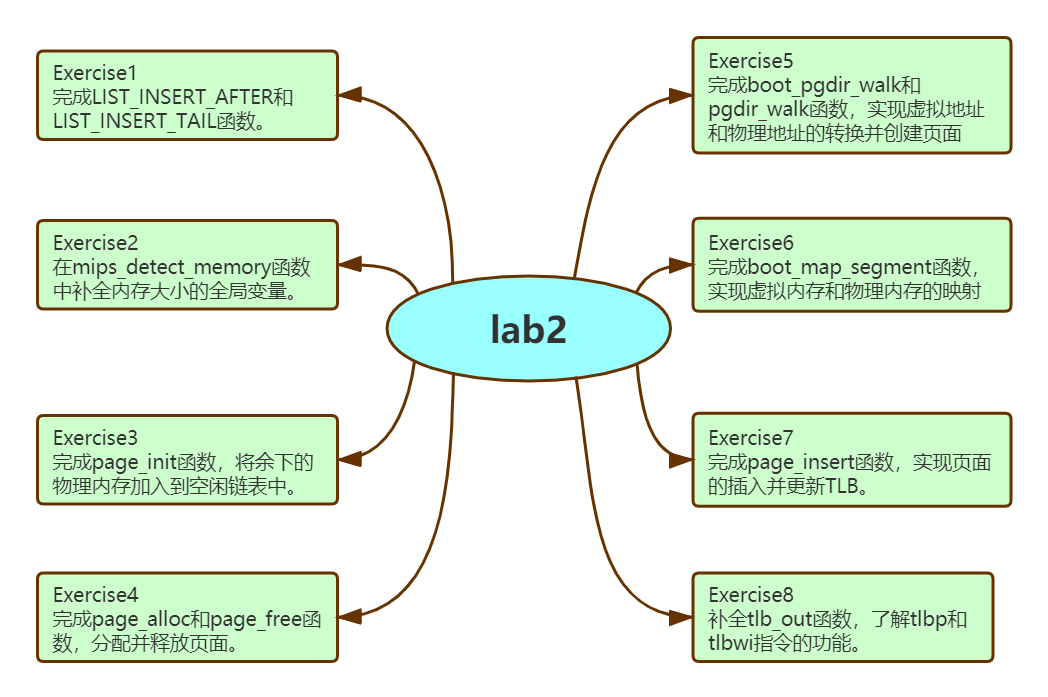 Exercise1
完成LIST_INSERT_AFTER和
LIST_INSERT_TAIL函数。
Exercise2
在mips_detect_memory函数
中补全内存大小的全局变量。
Exercise3
完成page_init函数，将余下的
物理内存加入到空闲链表中。
Exercise4
完成page_alloc和page_free函
数，分配并释放页面。
lab2
Exercise5
完成boot_pgdir_walk和
pgdir_walk函数，实现虚拟地址
和物理地址的转换并创建页面
Exercise6
完成boot_map_segment函数，
实现虚拟内存和物理内存的映射
Exercise7
完成page_insert函数，实现页面
的插入并更新TLB。
Exercise8
补全tlb_out函数，了解tlbp和
tlbwi指令的功能。